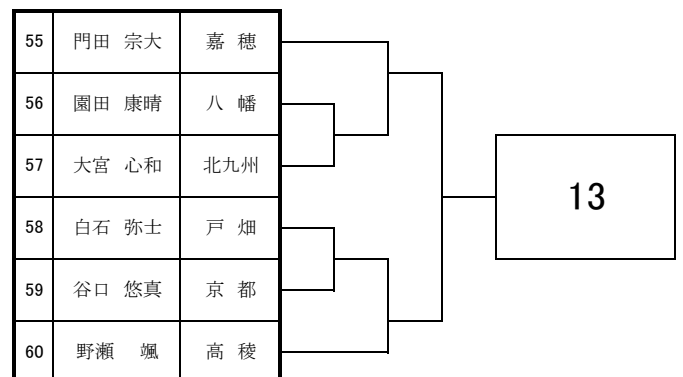 55 門田 宗大 嘉 穂
56 園田 康晴 八 幡
57 大宮 心和 北九州
13
58 白石 弥士 戸 畑
59 谷口 悠真 京 都
60 野瀬 颯 高 稜